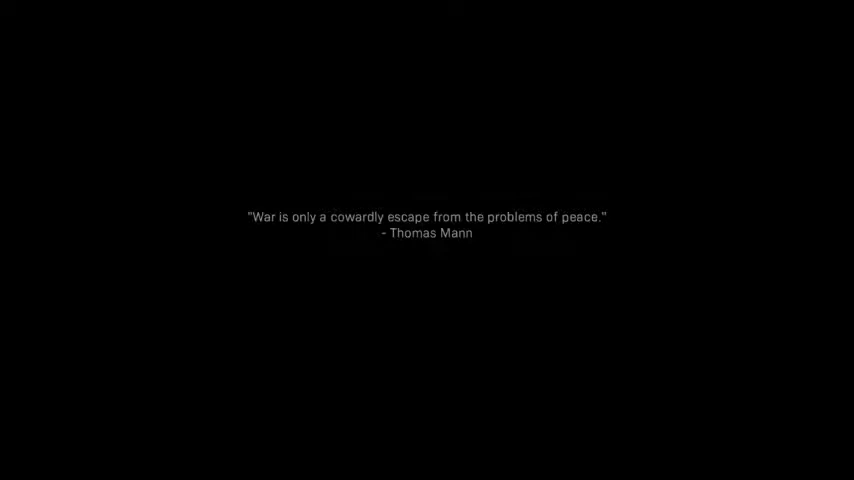 "War is only a cowardly escape from the problems of peace."
- Thomas Mann